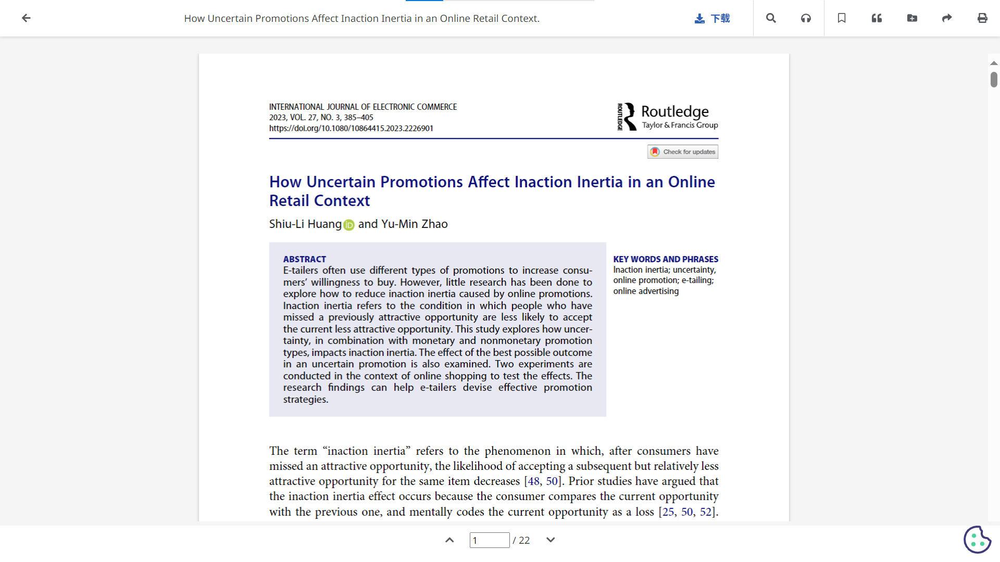 How Uncertain Promotions Affect Inaction Inertia in an Online Retail Context.
下载
INTERNATIONAL JOURNAL OF ELECTRONIC COMMERCE
2023, VOL. 27, NO. 3, 385–405
https://doi.org/10.1080/10864415.2023.2226901
ROUTLEDGE
Routledge
Taylor & Francis Group
Check for updates
How Uncertain Promotions Affect Inaction Inertia in an Online
Retail Context
Shiu-Li Huang iD and Yu-Min Zhao
ABSTRACT
E-tailers often use different types of promotions to increase consu-
mers’ willingness to buy. However, little research has been done to
explore how to reduce inaction inertia caused by online promotions.
Inaction inertia refers to the condition in which people who have
missed a previously attractive opportunity are less likely to accept
the current less attractive opportunity. This study explores how uncer-
tainty, in combination with monetary and nonmonetary promotion
types, impacts inaction inertia. The effect of the best possible outcome
in an uncertain promotion is also examined. Two experiments are
conducted in the context of online shopping to test the effects. The
research findings can help e-tailers devise effective promotion
strategies.
KEY WORDS AND PHRASES
Inaction inertia; uncertainty,
online promotion; e-tailing;
online advertising
The term “inaction inertia” refers to the phenomenon in which, after consumers have
missed an attractive opportunity, the likelihood of accepting a subsequent but relatively less
attractive opportunity for the same item decreases [48, 50]. Prior studies have argued that
the inaction inertia effect occurs because the consumer compares the current opportunity
with the previous one, and mentally codes the current opportunity as a loss [25, 50, 52].
1 / 22